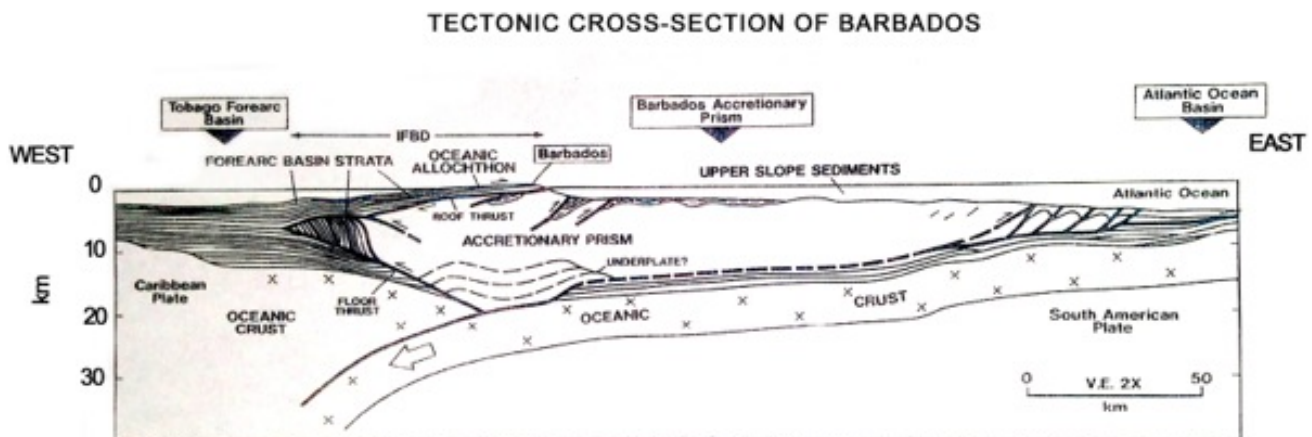 TECTONIC CROSS-SECTION OF BARBADOS
Tobago Forearc
Basin
Barbados Accretionary
Prism
Atlantic Ocean
Basin
IFBD
WEST
EAST
FOREARC BASIN STRATA
OCEANIC
ALLOCHTHON
Barbados
UPPER SLOPE SEDIMENTS
Atlantic Ocean
0
10
20
30
km
ROOF THRUST
ACCRETIONARY PRISM
UNDERPLATE?
Caribbean
Plate
OCEANIC
CRUST
FLOOR
THRUST
OCEANIC
CRUST
South American
Plate
0
V.E. 2X
50
km